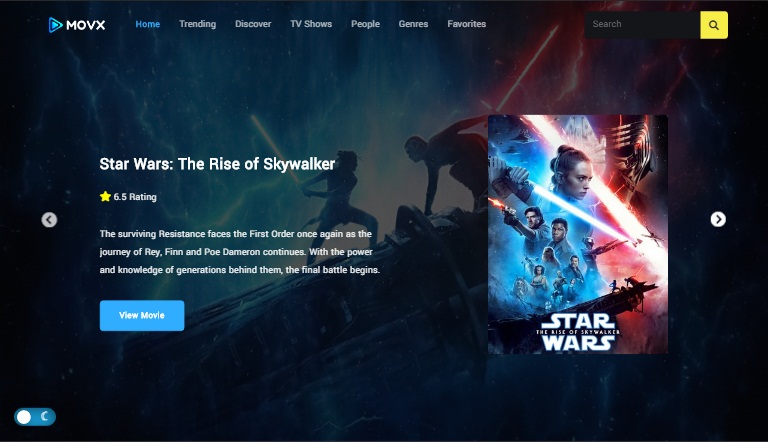 MOVX
Home Trending Discover TV Shows People Genres Favorites
Search
Star Wars: The Rise of Skywalker
6.5 Rating
The surviving Resistance faces the First Order once again as the
journey of Rey, Finn and Poe Dameron continues. With the power
and knowledge of generations behind them, the final battle begins.
View Movie
STAR
THE RISE OF SKYWALKER
WARS